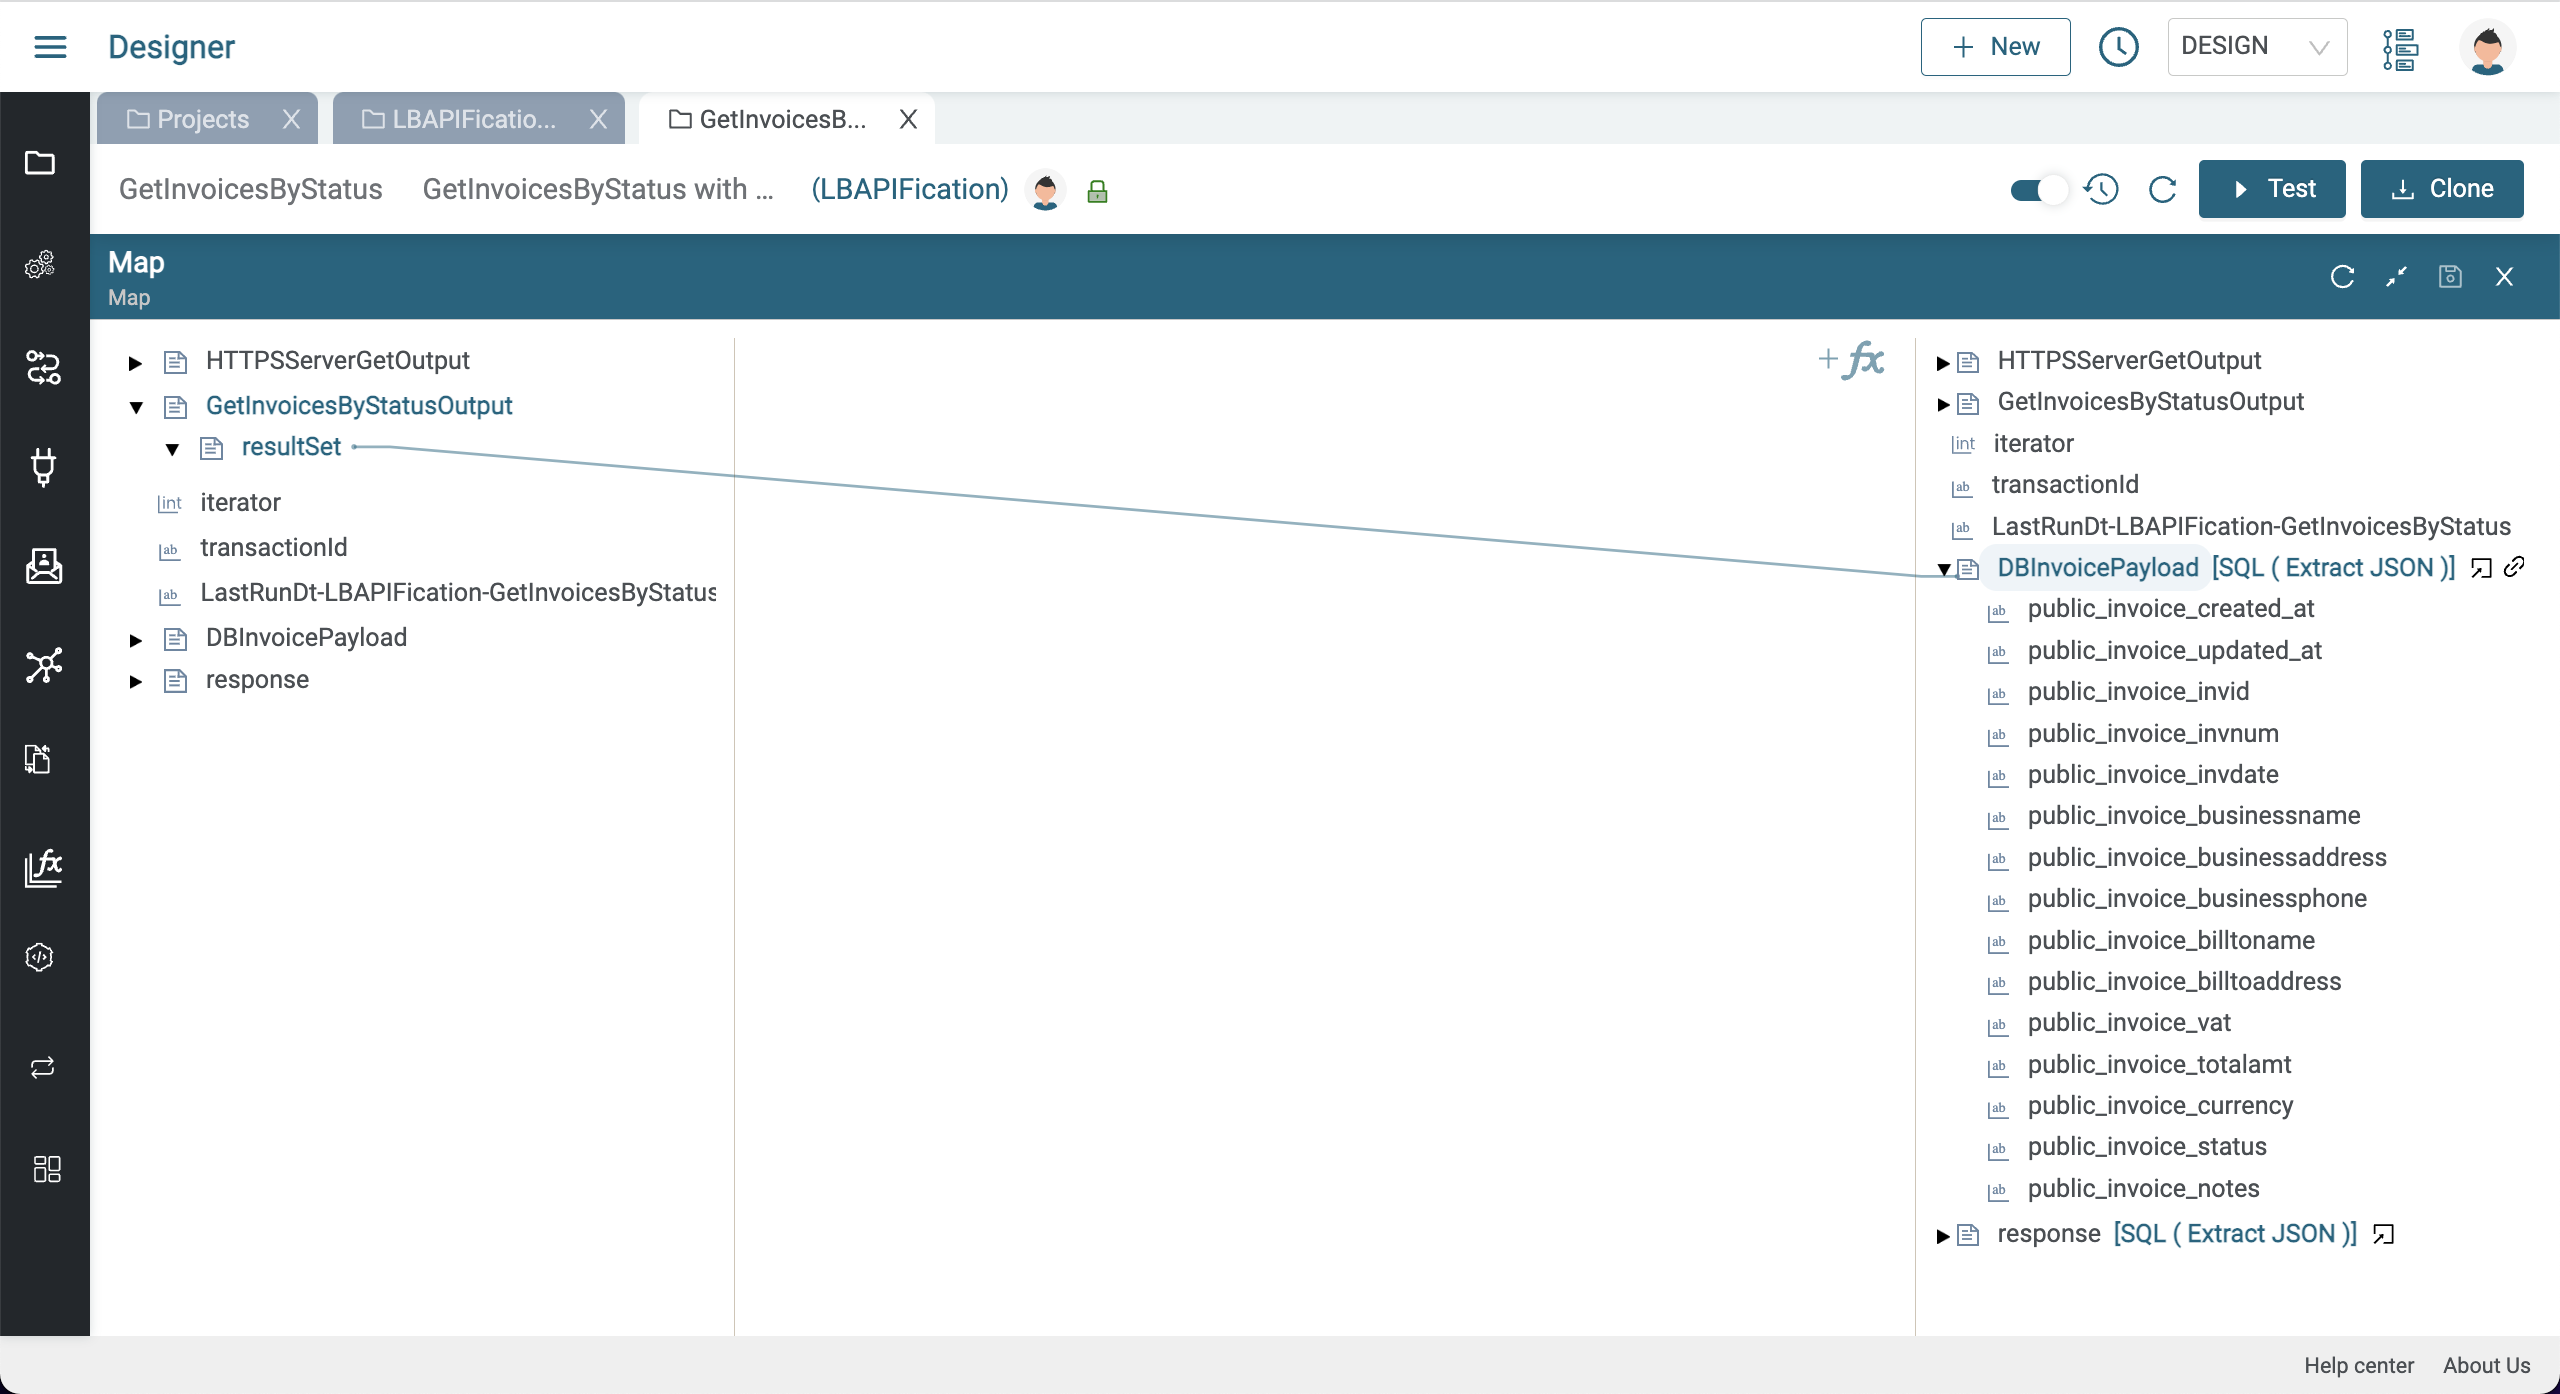 Designer
New
DESIGN
Projects X
LBAPIFicatio... X
GetInvoicesB... X
GetInvoicesByStatus GetInvoicesByStatus with ... (LBAPIFication)
Test
Clone
Map
Map
HTTPSServerGetOutput
GetInvoicesByStatusOutput
resultSet
int iterator
ab transactionId
ab LastRunDt-LBAPIFication-GetInvoicesByStatus
DBInvoicePayload
response
+ fx
HTTPSServerGetOutput
GetInvoicesByStatusOutput
int iterator
ab transactionId
ab LastRunDt-LBAPIFication-GetInvoicesByStatus
DBInvoicePayload [SQL ( Extract JSON )]
ab public_invoice_created_at
ab public_invoice_updated_at
ab public_invoice_invid
ab public_invoice_invnum
ab public_invoice_invdate
ab public_invoice_businessname
ab public_invoice_businessaddress
ab public_invoice_businessphone
ab public_invoice_billtoname
ab public_invoice_billtoaddress
ab public_invoice_vat
ab public_invoice_totalamt
ab public_invoice_currency
ab public_invoice_status
ab public_invoice_notes
response [SQL ( Extract JSON )]
fx
Help center About Us